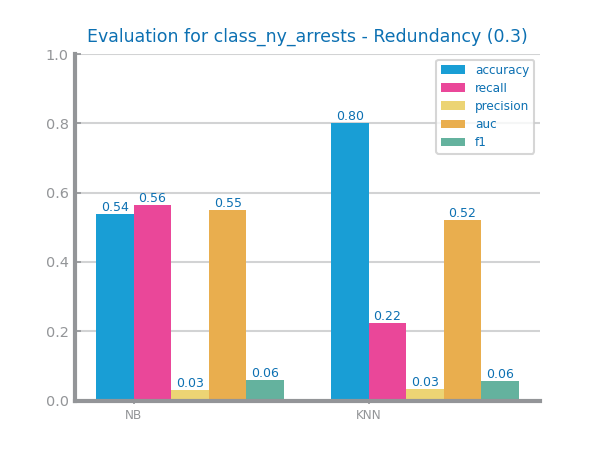 Evaluation for class_ny_arrests - Redundancy (0.3)
1.0
0.8
0.6
0.4
0.2
0.0
accuracy
recall
precision
auc
f1
0.54
0.56
0.03
0.55
0.06
0.80
0.22
0.03
0.52
0.06
NB
KNN